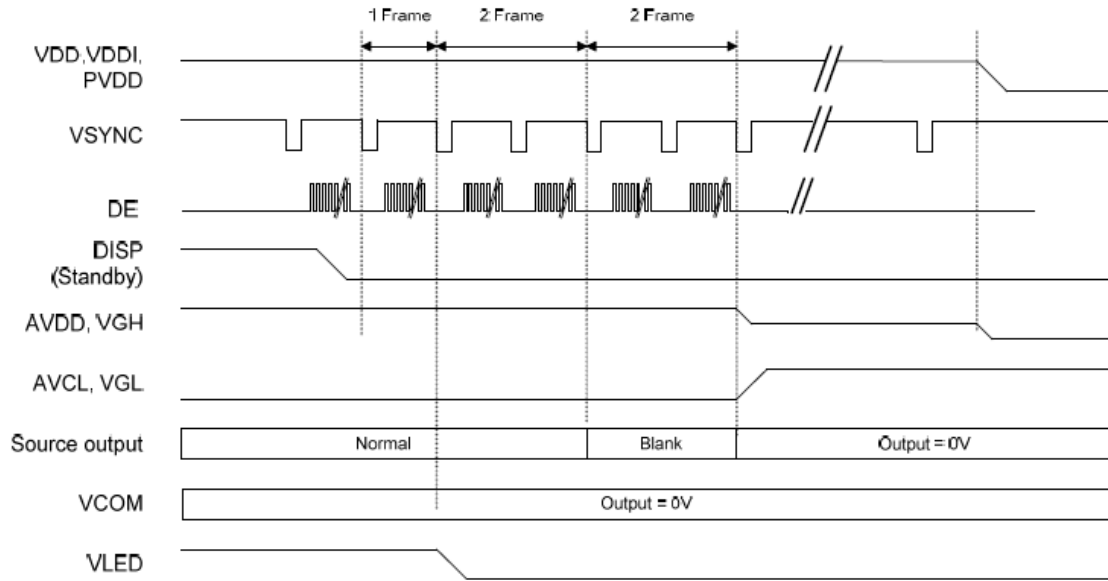 1 Frame 2 Frame 2 Frame
VDD,VDDI,
PVDD
VSYNC
DE
DISP
(Standby)
AVDD, VGH
AVCL, VGL
Source output Normal Blank Output = 0V
VCOM Output = 0V
VLED